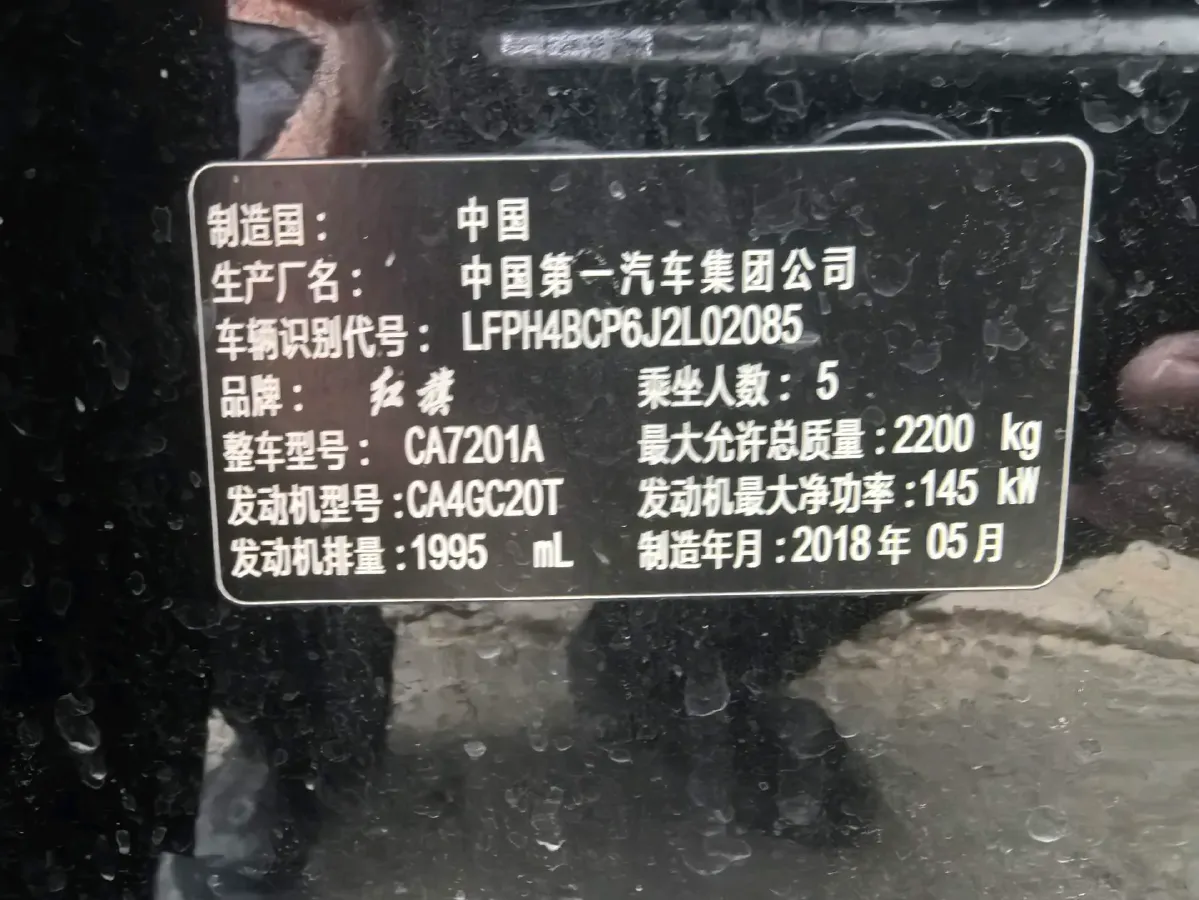 制造国： 中国
生产厂名： 中国第一汽车集团公司
车辆识别代号： LFPH4BCP6J2L02085
品牌： 红旗 乘坐人数： 5
整车型号： CA7201A 最大允许总质量：2200 kg
发动机型号：CA4GC20T 发动机最大净功率：145 kW
发动机排量：1995 mL 制造年月：2018年 05月